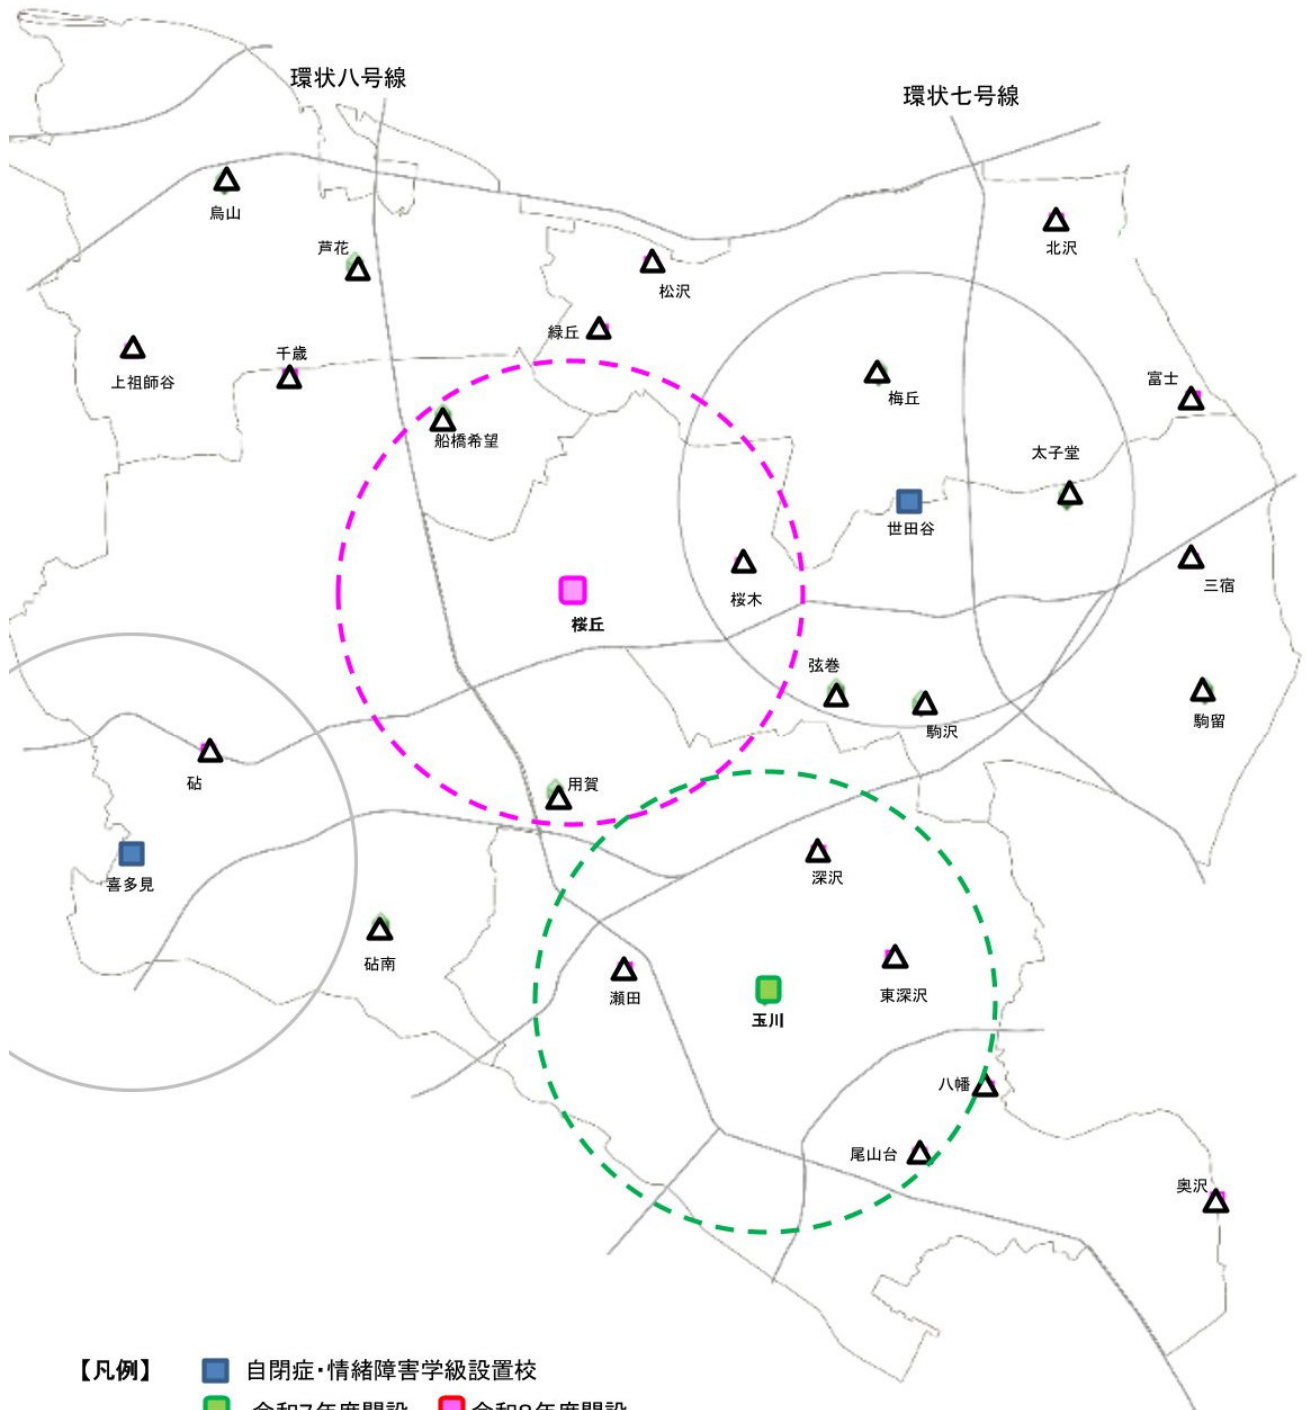 環状八号線
環状七号線
烏山
芦花
北沢
松沢
緑丘
千歳
上祖師谷
梅丘
富士
船橋希望
太子堂
世田谷
三宿
桜木
桜丘
弦巻
駒留
駒沢
砧
用賀
深沢
喜多見
砧南
瀬田
東深沢
玉川
八幡
尾山台
奥沢
【凡例】 自閉症・情緒障害学級設置校
令和7年度開設 令和8年度開設